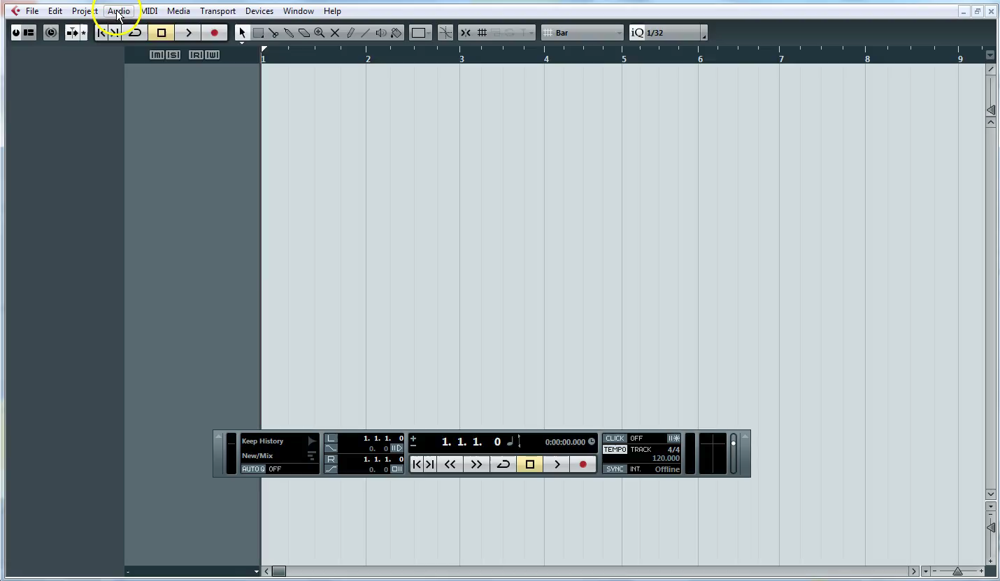 File Edit Project Audio MIDI Media Transport Devices Window Help
Bar iQ 1/32
M S R W
1 2 3 4 5 6 7 8 9
Keep History
New/Mix
AUTO Q OFF
L 1. 1. 1. 0
0. 0
R 1. 1. 1. 0
0. 0
1. 1. 1. 0 0:00:00.000
CLICK OFF
TEMPO TRACK 4/4
120.000
SYNC INT. Offline